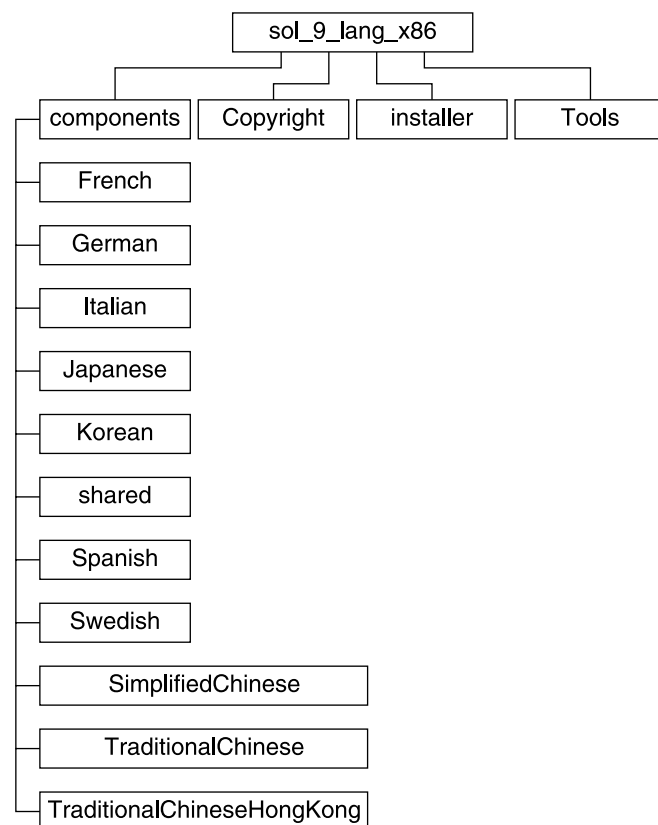 sol_9_lang_x86
components
Copyright
installer
Tools
French
German
Italian
Japanese
Korean
shared
Spanish
Swedish
SimplifiedChinese
TraditionalChinese
TraditionalChineseHongKong